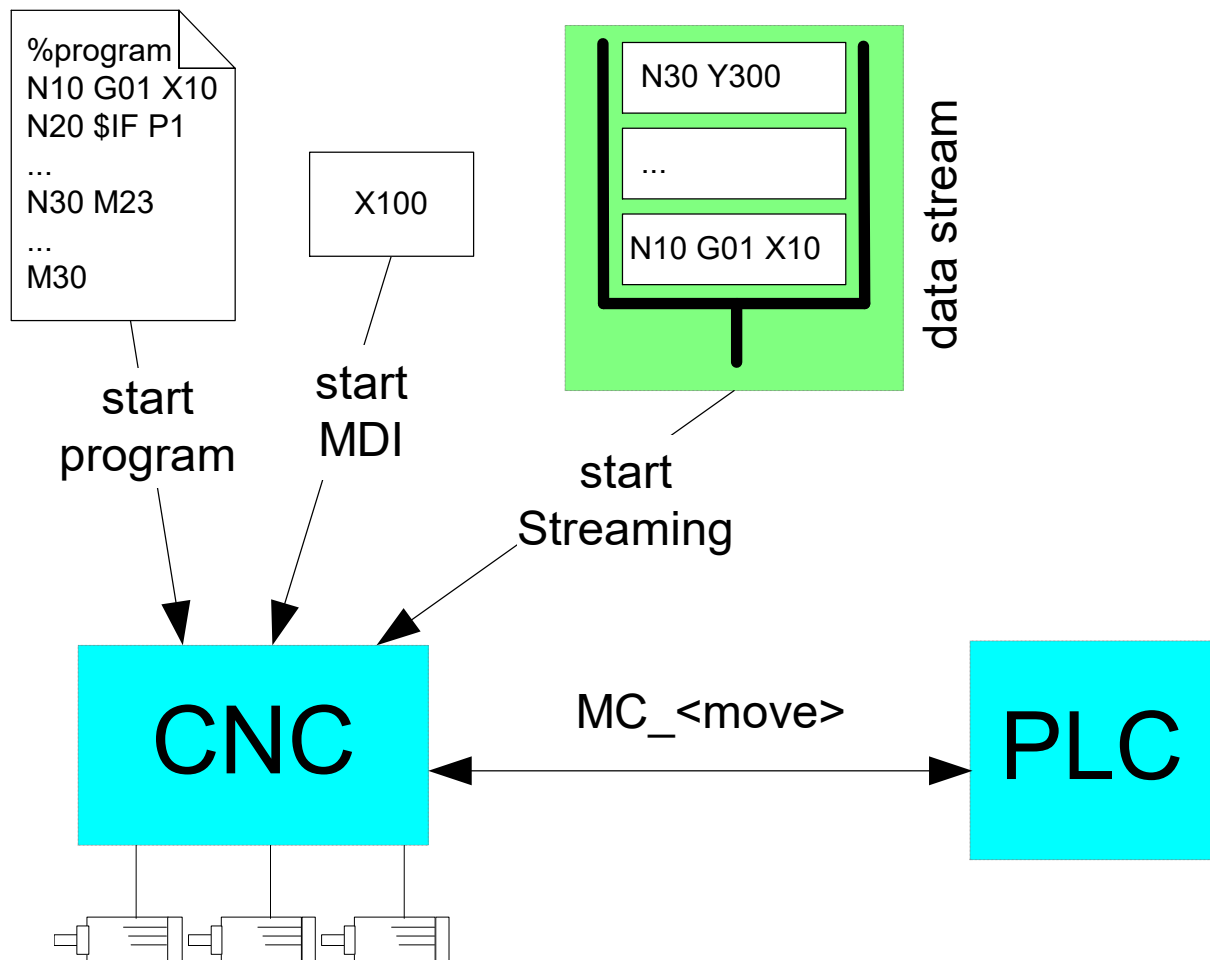 %program
N10 G01 X10
N20 $IF P1
...
N30 M23
...
M30
X100
N30 Y300
...
N10 G01 X10
data stream
start
program
start
MDI
start
Streaming
CNC
MC_<move>
PLC